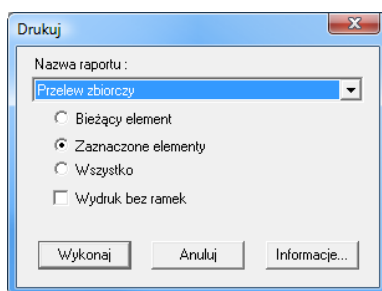 Drukuj
Nazwa raportu :
Przelew zbiorczy
Bieżący element
Zaznaczone elementy
Wszystko
Wydruk bez ramek
Wykonaj Anuluj Informacje...